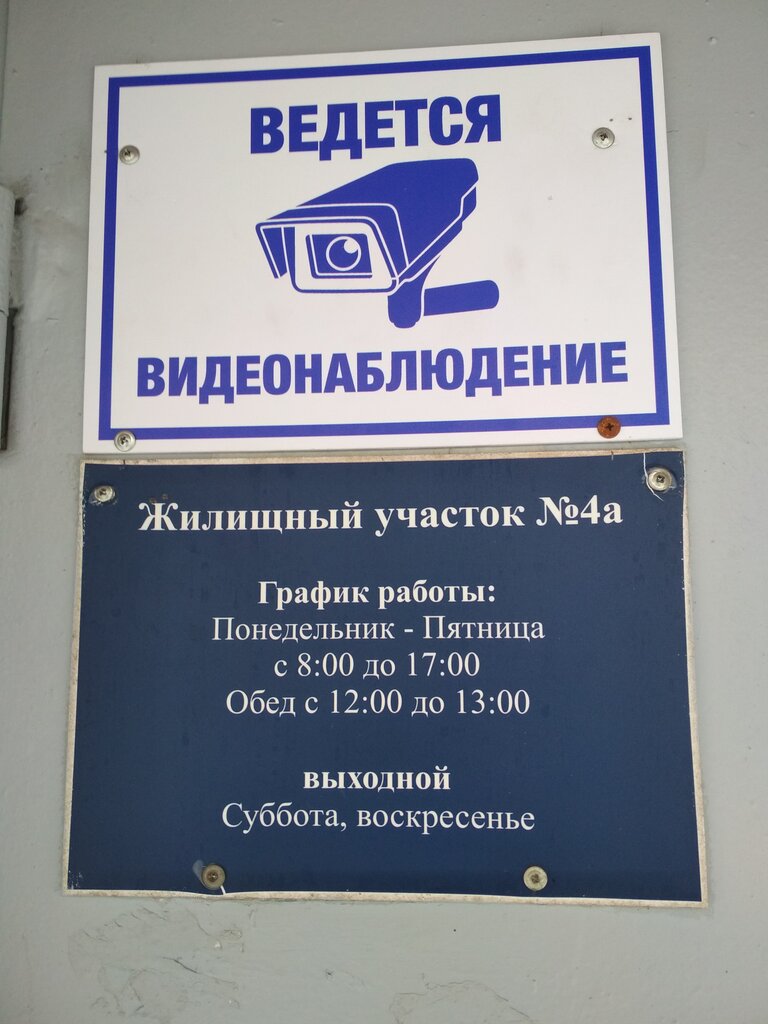 ВЕДЕТСЯ
ВИДЕОНАБЛЮДЕНИЕ
Жилищный участок №4а
График работы:
Понедельник - Пятница
с 8:00 до 17:00
Обед с 12:00 до 13:00
выходной
Суббота, воскресенье